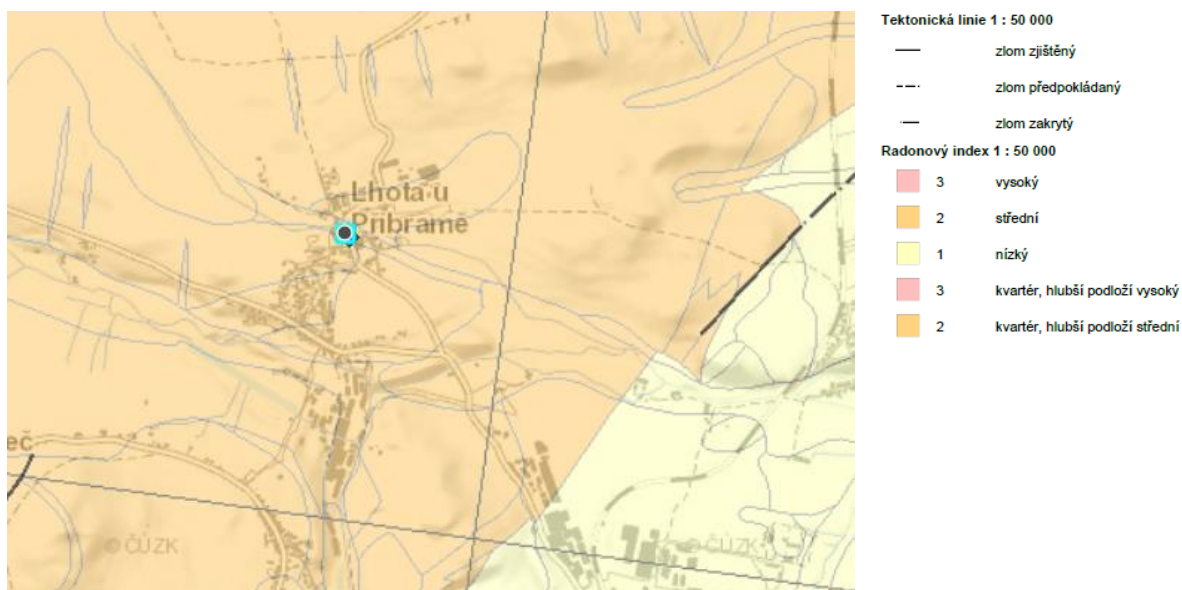 Lhota u
Příbramě
eč
© ČÚZK
© ČÚZK
Tektonická linie 1 : 50 000
zlom zjištěný
zlom předpokládaný
zlom zakrytý
Radonový index 1 : 50 000
3 vysoký
2 střední
1 nízký
3 kvartér, hlubší podloží vysoký
2 kvartér, hlubší podloží střední